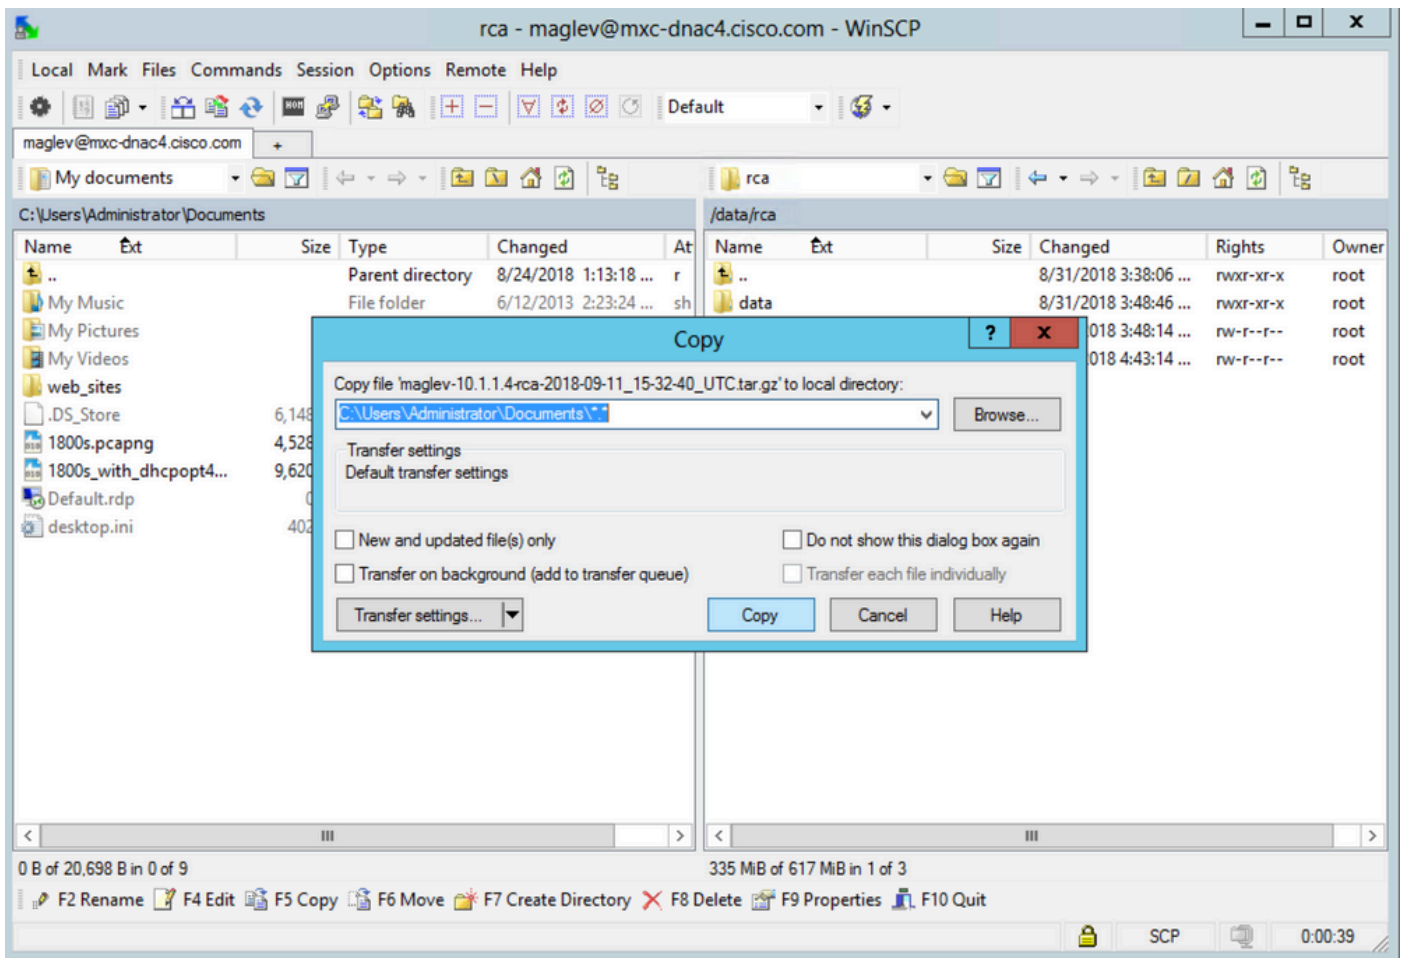 rca - maglev@mxc-dnac4.cisco.com - WinSCP
Local Mark Files Commands Session Options Remote Help
Default
maglev@mxc-dnac4.cisco.com +
My documents rca
C:\Users\Administrator\Documents /data/rca
Name Ext Size Type Changed At Name Ext Size Changed Rights Owner
.. Parent directory 8/24/2018 1:13:18 ... r .. 8/31/2018 3:38:06 ... rwxr-xr-x root
My Music File folder 6/12/2013 2:23:24 ... sh data 8/31/2018 3:48:46 ... rwxr-xr-x root
My Pictures Copy ? x 018 3:48:14 ... rw-r--r-- root
My Videos 018 4:43:14 ... rw-r--r-- root
Copy file 'maglev-10.1.1.4-rca-2018-09-11_15-32-40_UTC.tar.gz' to local directory:
web_sites
.DS_Store 6,148 C:\Users\Administrator\Documents\*.* Browse...
1800s.pcapng 4,528 Transfer settings
1800s_with_dhcpopt4... 9,620 Default transfer settings
Default.rdp 0
desktop.ini 402 New and updated file(s) only Do not show this dialog box again
Transfer on background (add to transfer queue) Transfer each file individually
Transfer settings... Copy Cancel Help
0 B of 20,698 B in 0 of 9 335 MiB of 617 MiB in 1 of 3
F2 Rename F4 Edit F5 Copy F6 Move F7 Create Directory F8 Delete F9 Properties F10 Quit
SCP 0:00:39